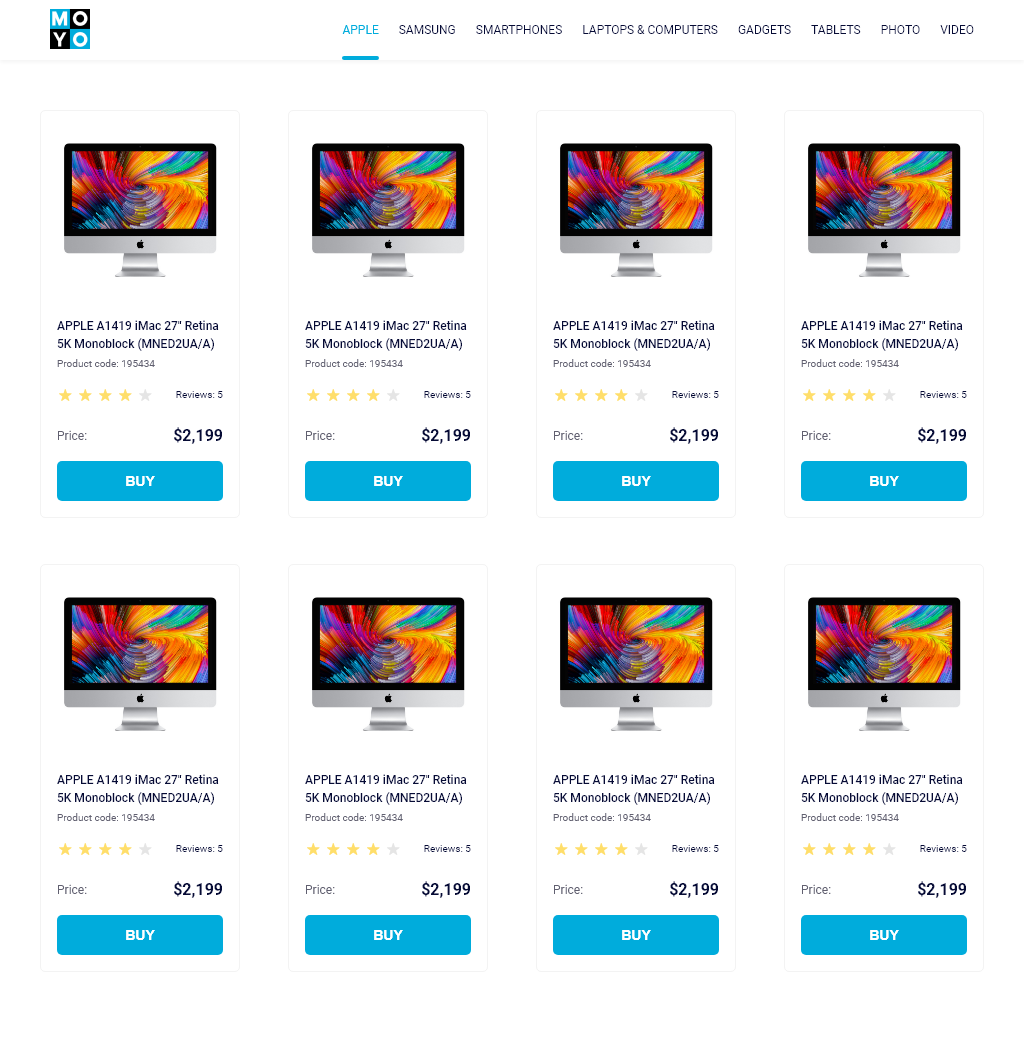 MO
YO
APPLE SAMSUNG SMARTPHONES LAPTOPS & COMPUTERS GADGETS TABLETS PHOTO VIDEO
APPLE A1419 iMac 27" Retina
5K Monoblock (MNED2UA/A)
Product code: 195434
Reviews: 5
Price: $2,199
BUY
APPLE A1419 iMac 27" Retina
5K Monoblock (MNED2UA/A)
Product code: 195434
Reviews: 5
Price: $2,199
BUY
APPLE A1419 iMac 27" Retina
5K Monoblock (MNED2UA/A)
Product code: 195434
Reviews: 5
Price: $2,199
BUY
APPLE A1419 iMac 27" Retina
5K Monoblock (MNED2UA/A)
Product code: 195434
Reviews: 5
Price: $2,199
BUY
APPLE A1419 iMac 27" Retina
5K Monoblock (MNED2UA/A)
Product code: 195434
Reviews: 5
Price: $2,199
BUY
APPLE A1419 iMac 27" Retina
5K Monoblock (MNED2UA/A)
Product code: 195434
Reviews: 5
Price: $2,199
BUY
APPLE A1419 iMac 27" Retina
5K Monoblock (MNED2UA/A)
Product code: 195434
Reviews: 5
Price: $2,199
BUY
APPLE A1419 iMac 27" Retina
5K Monoblock (MNED2UA/A)
Product code: 195434
Reviews: 5
Price: $2,199
BUY